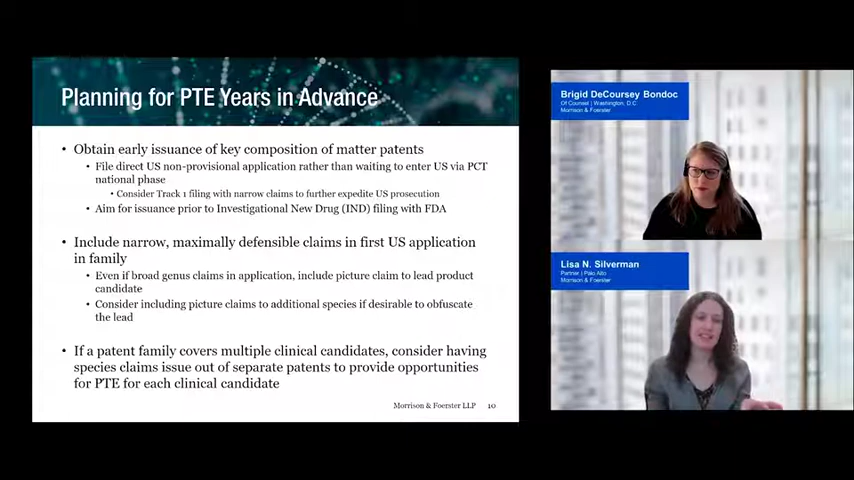 Planning for PTE Years in Advance
• Obtain early issuance of key composition of matter patents
• File direct US non-provisional application rather than waiting to enter US via PCT
national phase
• Consider Track 1 filing with narrow claims to further expedite US prosecution
• Aim for issuance prior to Investigational New Drug (IND) filing with FDA
• Include narrow, maximally defensible claims in first US application
in family
• Even if broad genus claims in application, include picture claim to lead product
candidate
• Consider including picture claims to additional species if desirable to obfuscate
the lead
• If a patent family covers multiple clinical candidates, consider having
species claims issue out of separate patents to provide opportunities
for PTE for each clinical candidate
Morrison & Foerster LLP 10
Brigid DeCoursey Bondoc
Of Counsel | Washington, D.C
Morrison & Foerster
Lisa N. Silverman
Partner | Palo Alto
Morrison & Foerster